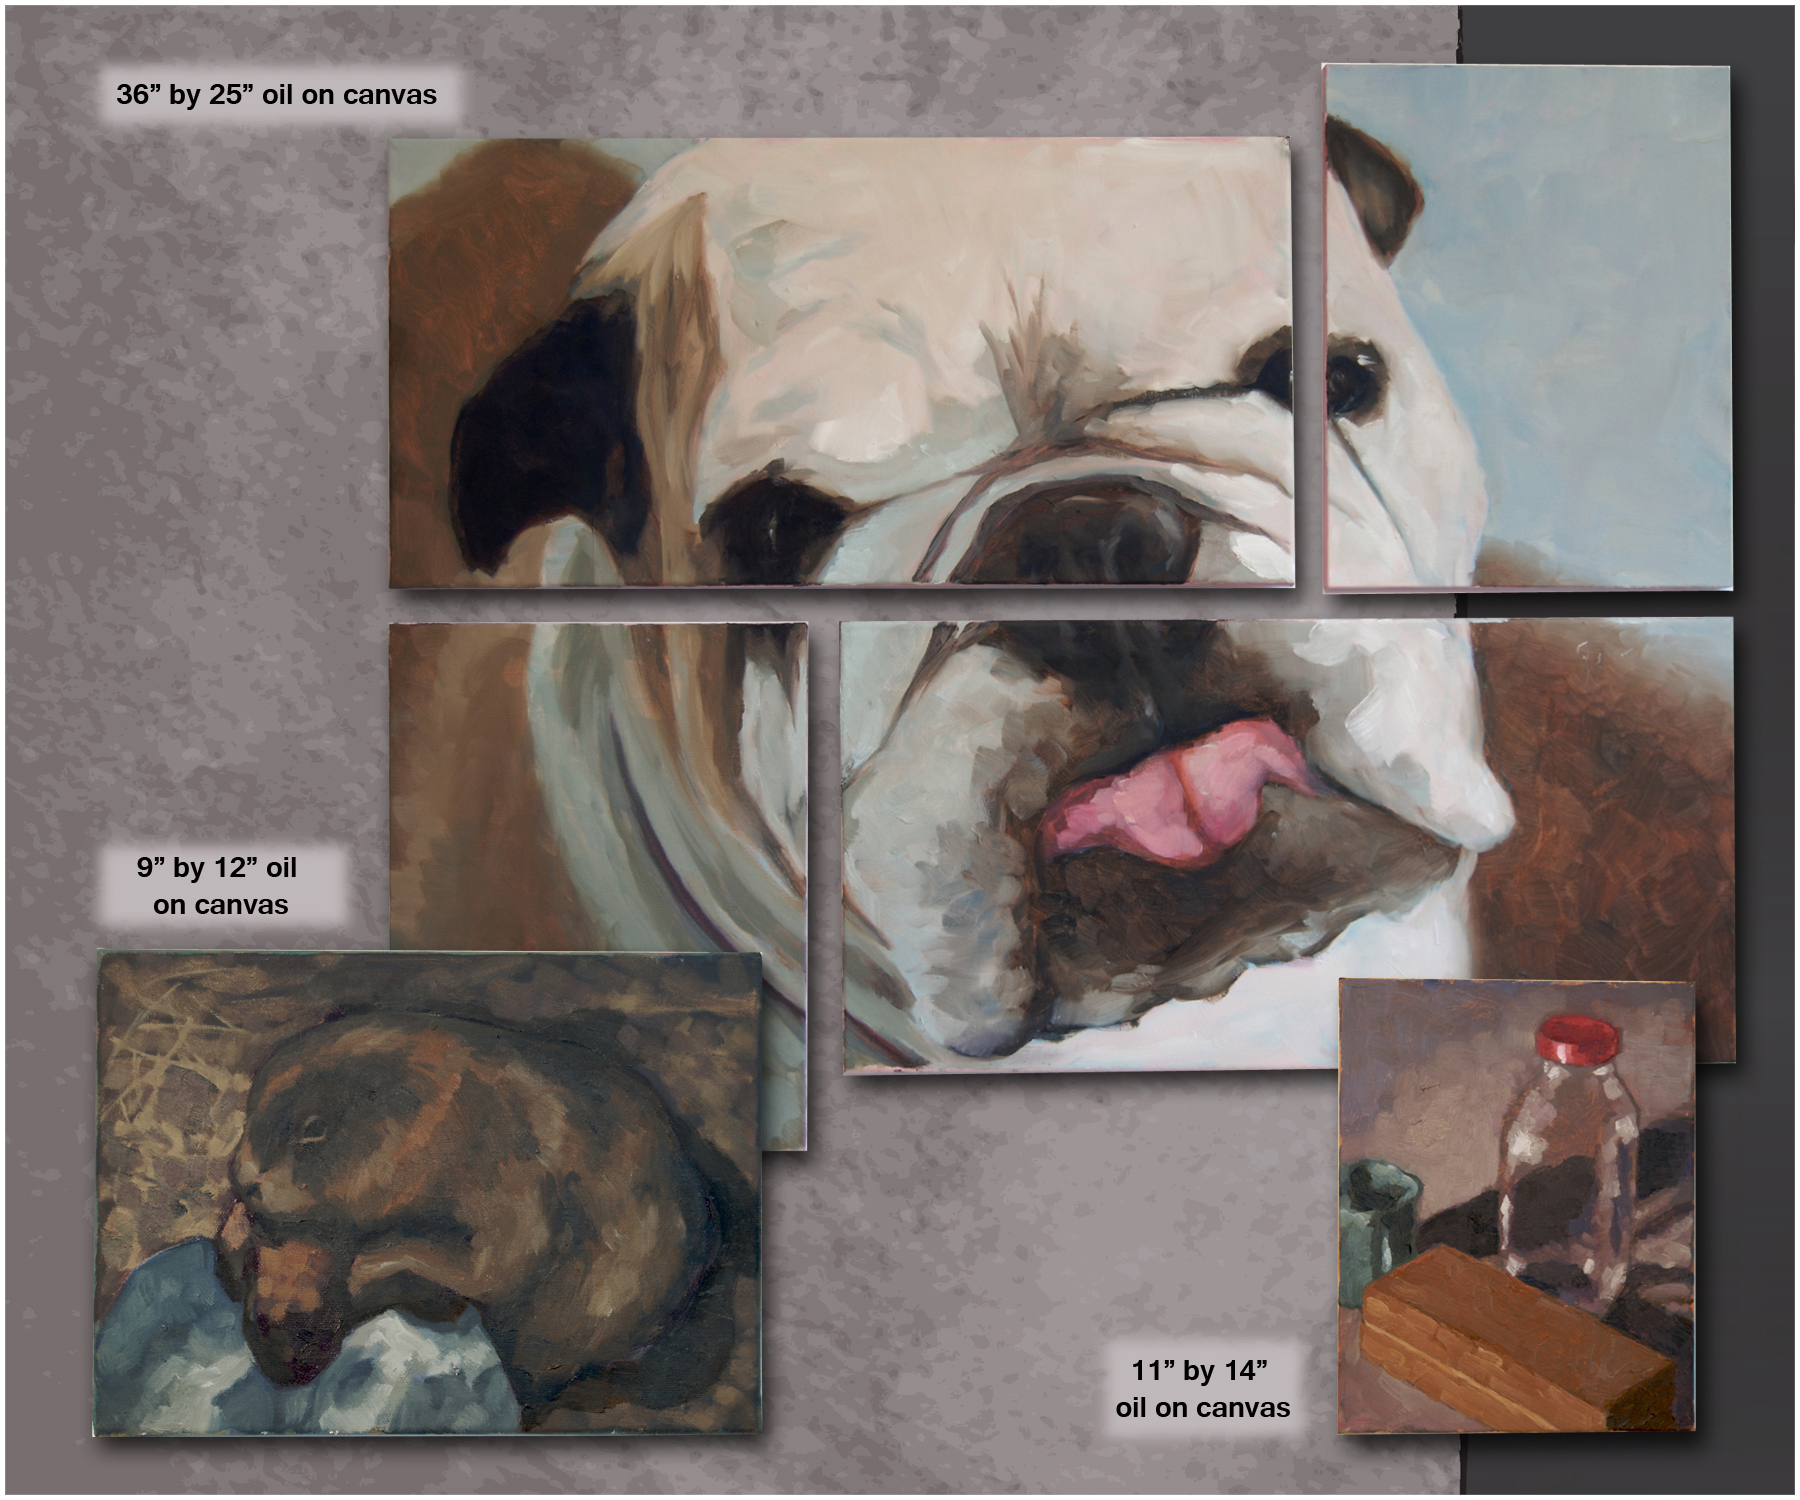 36” by 25” oil on canvas
9” by 12” oil
on canvas
11” by 14”
oil on canvas